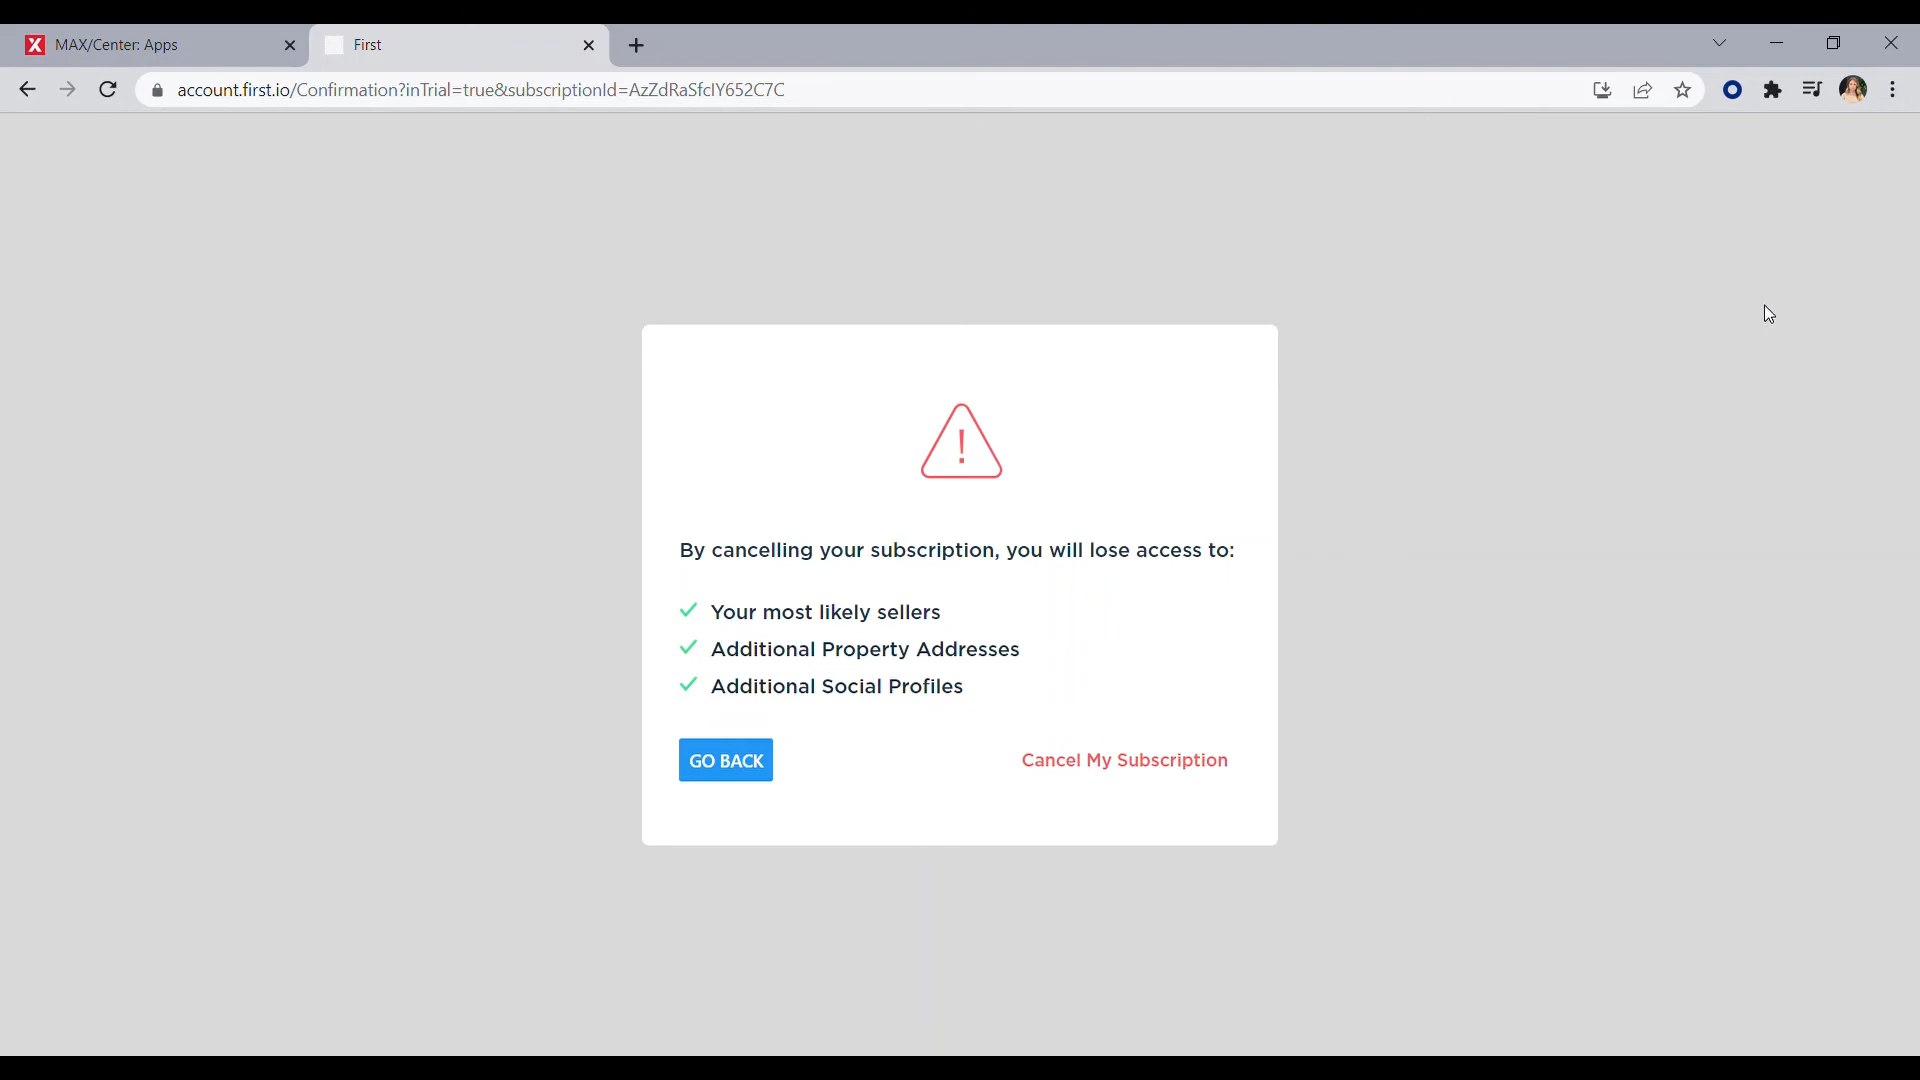 MAX/Center: Apps
First
account.first.io/Confirmation?inTrial=true&subscriptionId=AzZdRaSfclY652C7C
!
By cancelling your subscription, you will lose access to:
Your most likely sellers
Additional Property Addresses
Additional Social Profiles
GO BACK
Cancel My Subscription